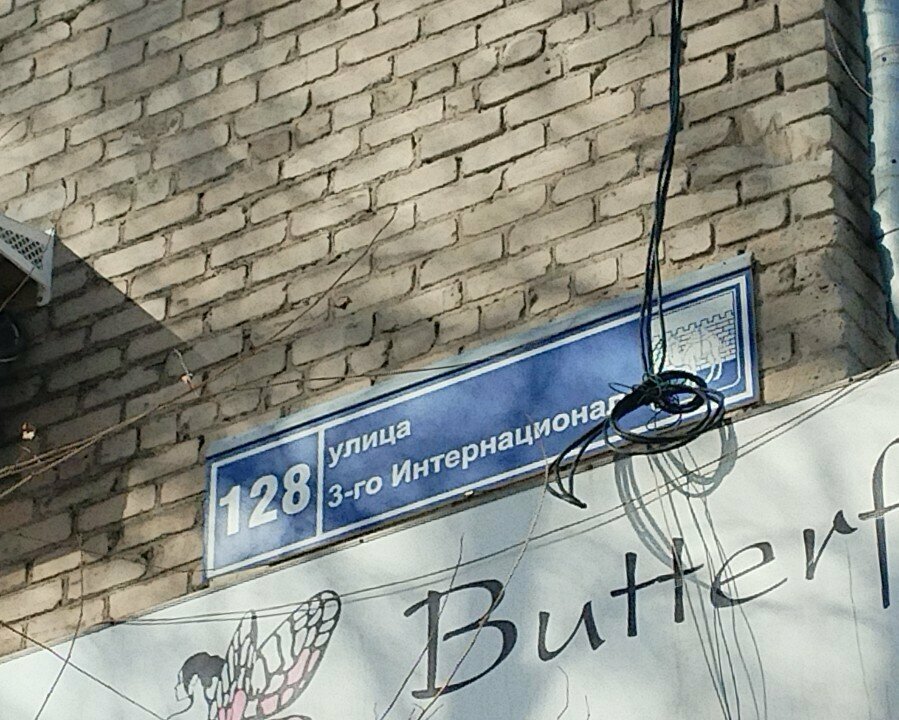 128
улица
3-го Интернационал
Butterf